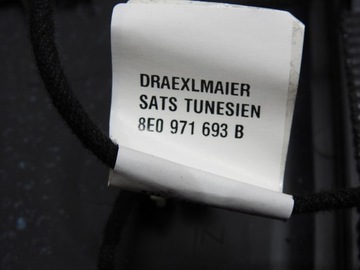 DRAEXLMAIER
SATS TUNESIEN
8E0 971 693 B